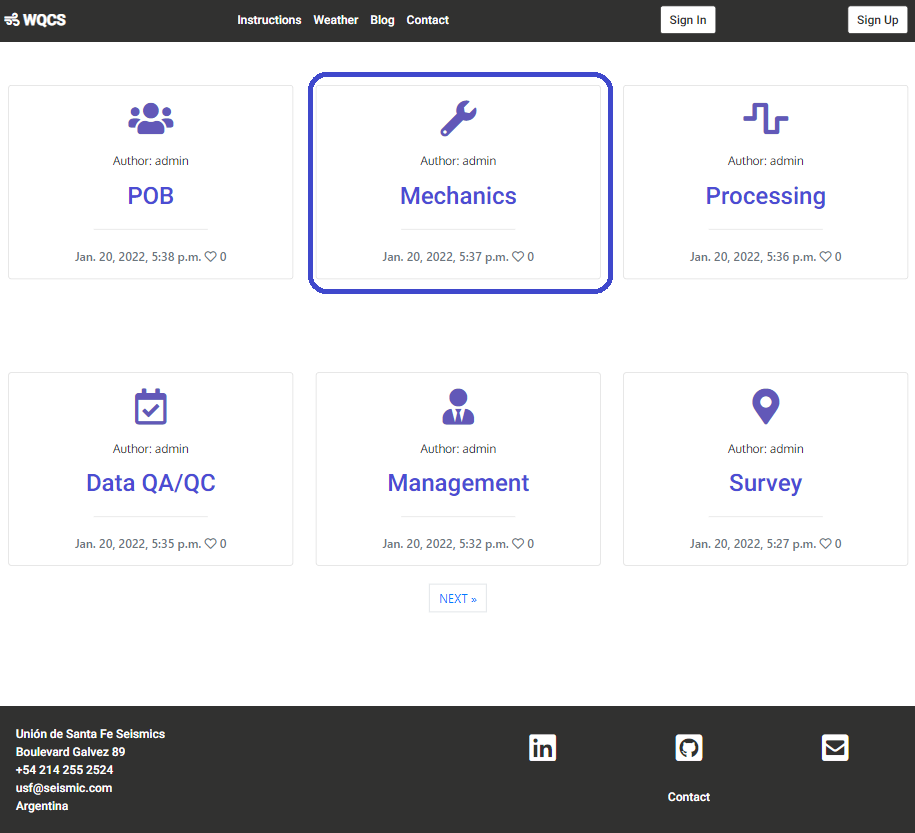 WQCS Instructions Weather Blog Contact Sign In Sign Up
Author: admin
POB
Jan. 20, 2022, 5:38 p.m. 0
Author: admin
Mechanics
Jan. 20, 2022, 5:37 p.m. 0
Author: admin
Processing
Jan. 20, 2022, 5:36 p.m. 0
Author: admin
Data QA/QC
Jan. 20, 2022, 5:35 p.m. 0
Author: admin
Management
Jan. 20, 2022, 5:32 p.m. 0
Author: admin
Survey
Jan. 20, 2022, 5:27 p.m. 0
NEXT »
Unión de Santa Fe Seismics
Boulevard Galvez 89
+54 214 255 2524
usf@seismic.com
Argentina
in
Contact